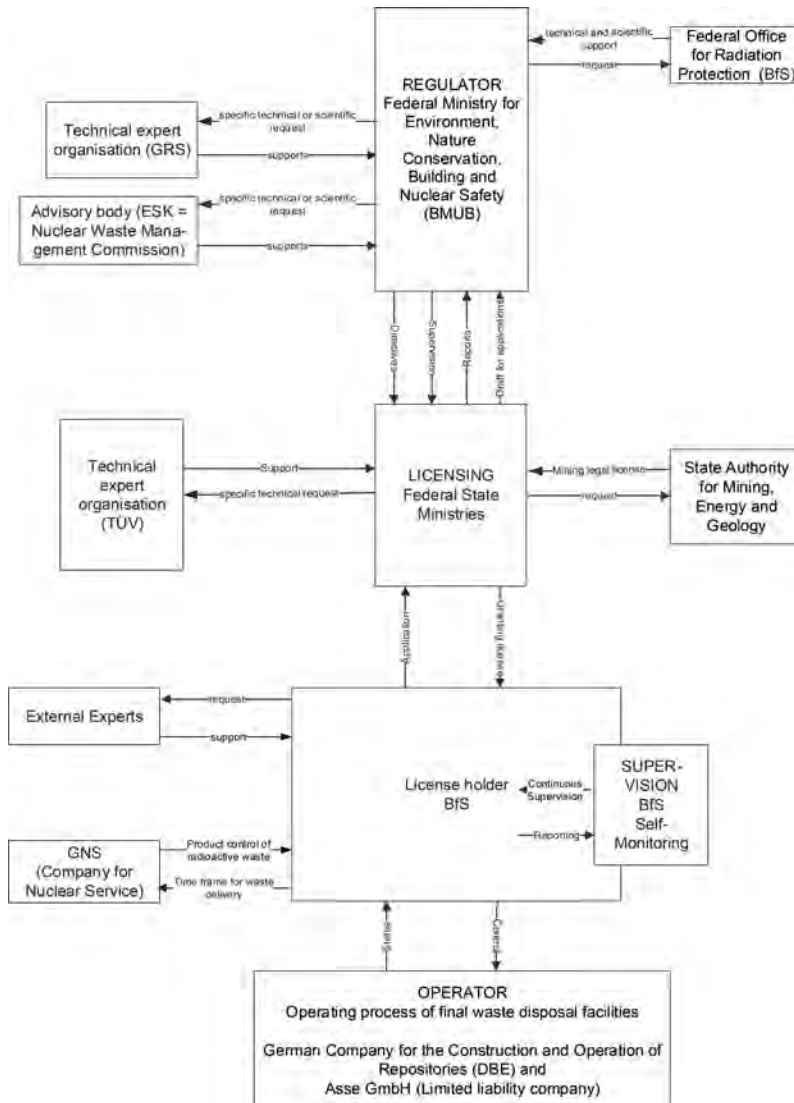 technical and scientific
support
request
Federal Office
for Radiation
Protection (BfS)
REGULATOR
Federal Ministry for
Environment,
Nature
Conservation,
Building and
Nuclear Safety
(BMUB)
Technical expert
organisation (GRS)
specific technical or scientific
request
supports
Advisory body (ESK =
Nuclear Waste Mana-
gement Commission)
specific technical or scientific
request
supports
Directives
Supervision
Reports
Draft for applications
Technical
expert
organisation
(TÜV)
Support
specific technical request
LICENSING
Federal State
Ministries
Mining legal license
request
State Authority
for Mining,
Energy and
Geology
Application
Granting license
External Experts
request
support
License holder
BfS
Continuous
Supervision
Reporting
SUPER-
VISION
BfS
Self-
Monitoring
GNS
(Company for
Nuclear Service)
Product control of
radioactive waste
Time frame for waste
delivery
Status
Control
OPERATOR
Operating process of final waste disposal facilities
German Company for the Construction and Operation of
Repositories (DBE) and
Asse GmbH (Limited liability company)